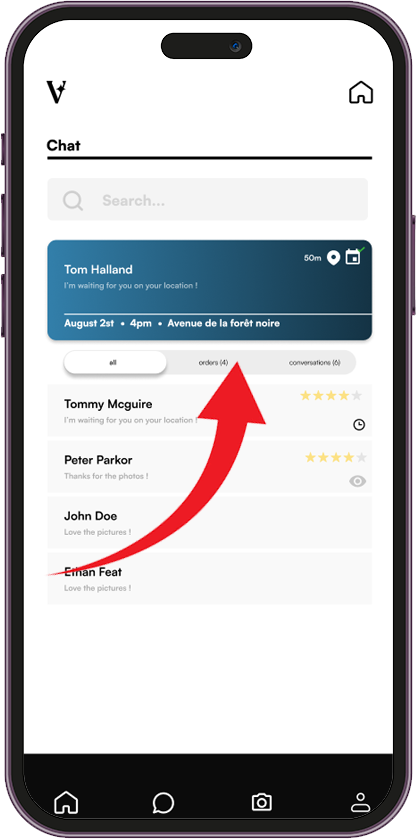 V
Chat
Search...
50m
Tom Halland
I'm waiting for you on your location !
August 2st • 4pm • Avenue de la forêt noire
all orders (4) conversations (6)
Tommy Mcguire
I'm waiting for you on your location !
Peter Parkor
Thanks for the photos !
John Doe
Love the pictures !
Ethan Feat
Love the pictures !